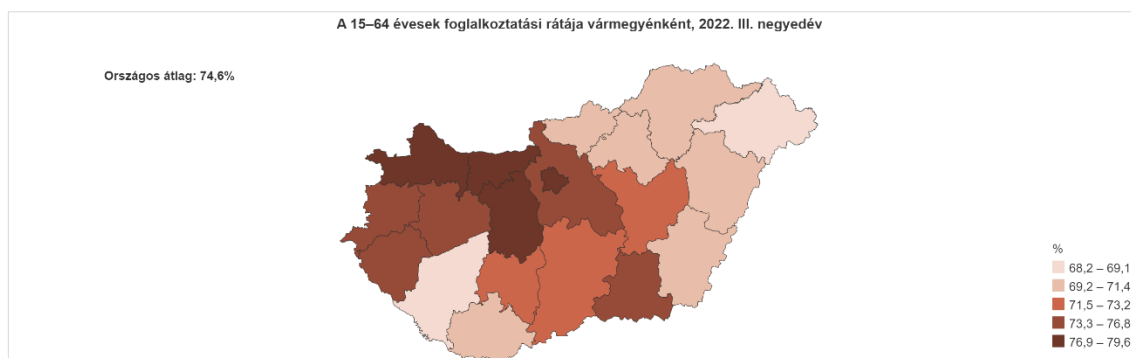 A 15–64 évesek foglalkoztatási rátája vármegyénként, 2022. III. negyedév
Országos átlag: 74,6%
%
68,2 – 69,1
69,2 – 71,4
71,5 – 73,2
73,3 – 76,8
76,9 – 79,6